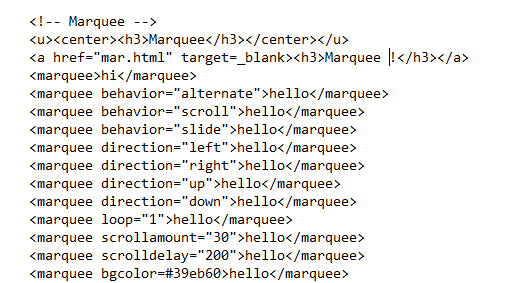 <!-- Marquee -->
<u><center><h3>Marquee</h3></center></u>
<a href="mar.html" target=_blank><h3>Marquee !</h3></a>
<marquee>hi</marquee>
<marquee behavior="alternate">hello</marquee>
<marquee behavior="scroll">hello</marquee>
<marquee behavior="slide">hello</marquee>
<marquee direction="left">hello</marquee>
<marquee direction="right">hello</marquee>
<marquee direction="up">hello</marquee>
<marquee direction="down">hello</marquee>
<marquee loop="1">hello</marquee>
<marquee scrollamount="30">hello</marquee>
<marquee scrolldelay="200">hello</marquee>
<marquee bgcolor=#39eb60>hello</marquee>